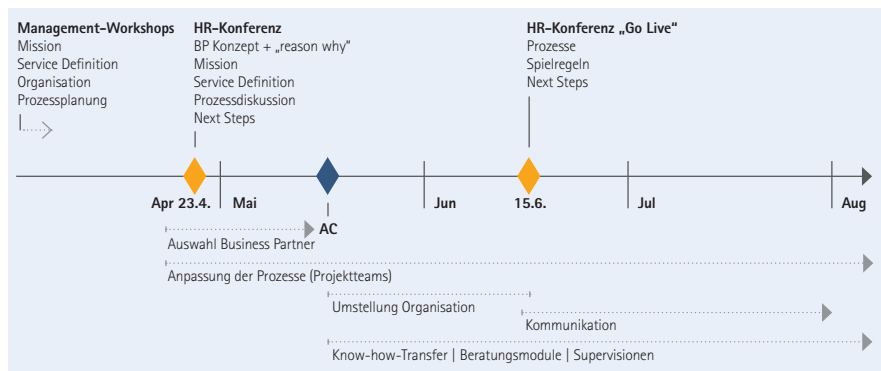 Management-Workshops
Mission
Service Definition
Organisation
Prozessplanung
HR-Konferenz
BP Konzept + „reason why“
Mission
Service Definition
Prozessdiskussion
Next Steps
HR-Konferenz „Go Live“
Prozesse
Spielregeln
Next Steps
Apr 23.4. Mai Jun 15.6. Jul Aug
AC
Auswahl Business Partner
Anpassung der Prozesse (Projektteams)
Umstellung Organisation
Kommunikation
Know-how-Transfer | Beratungsmodule | Supervisionen